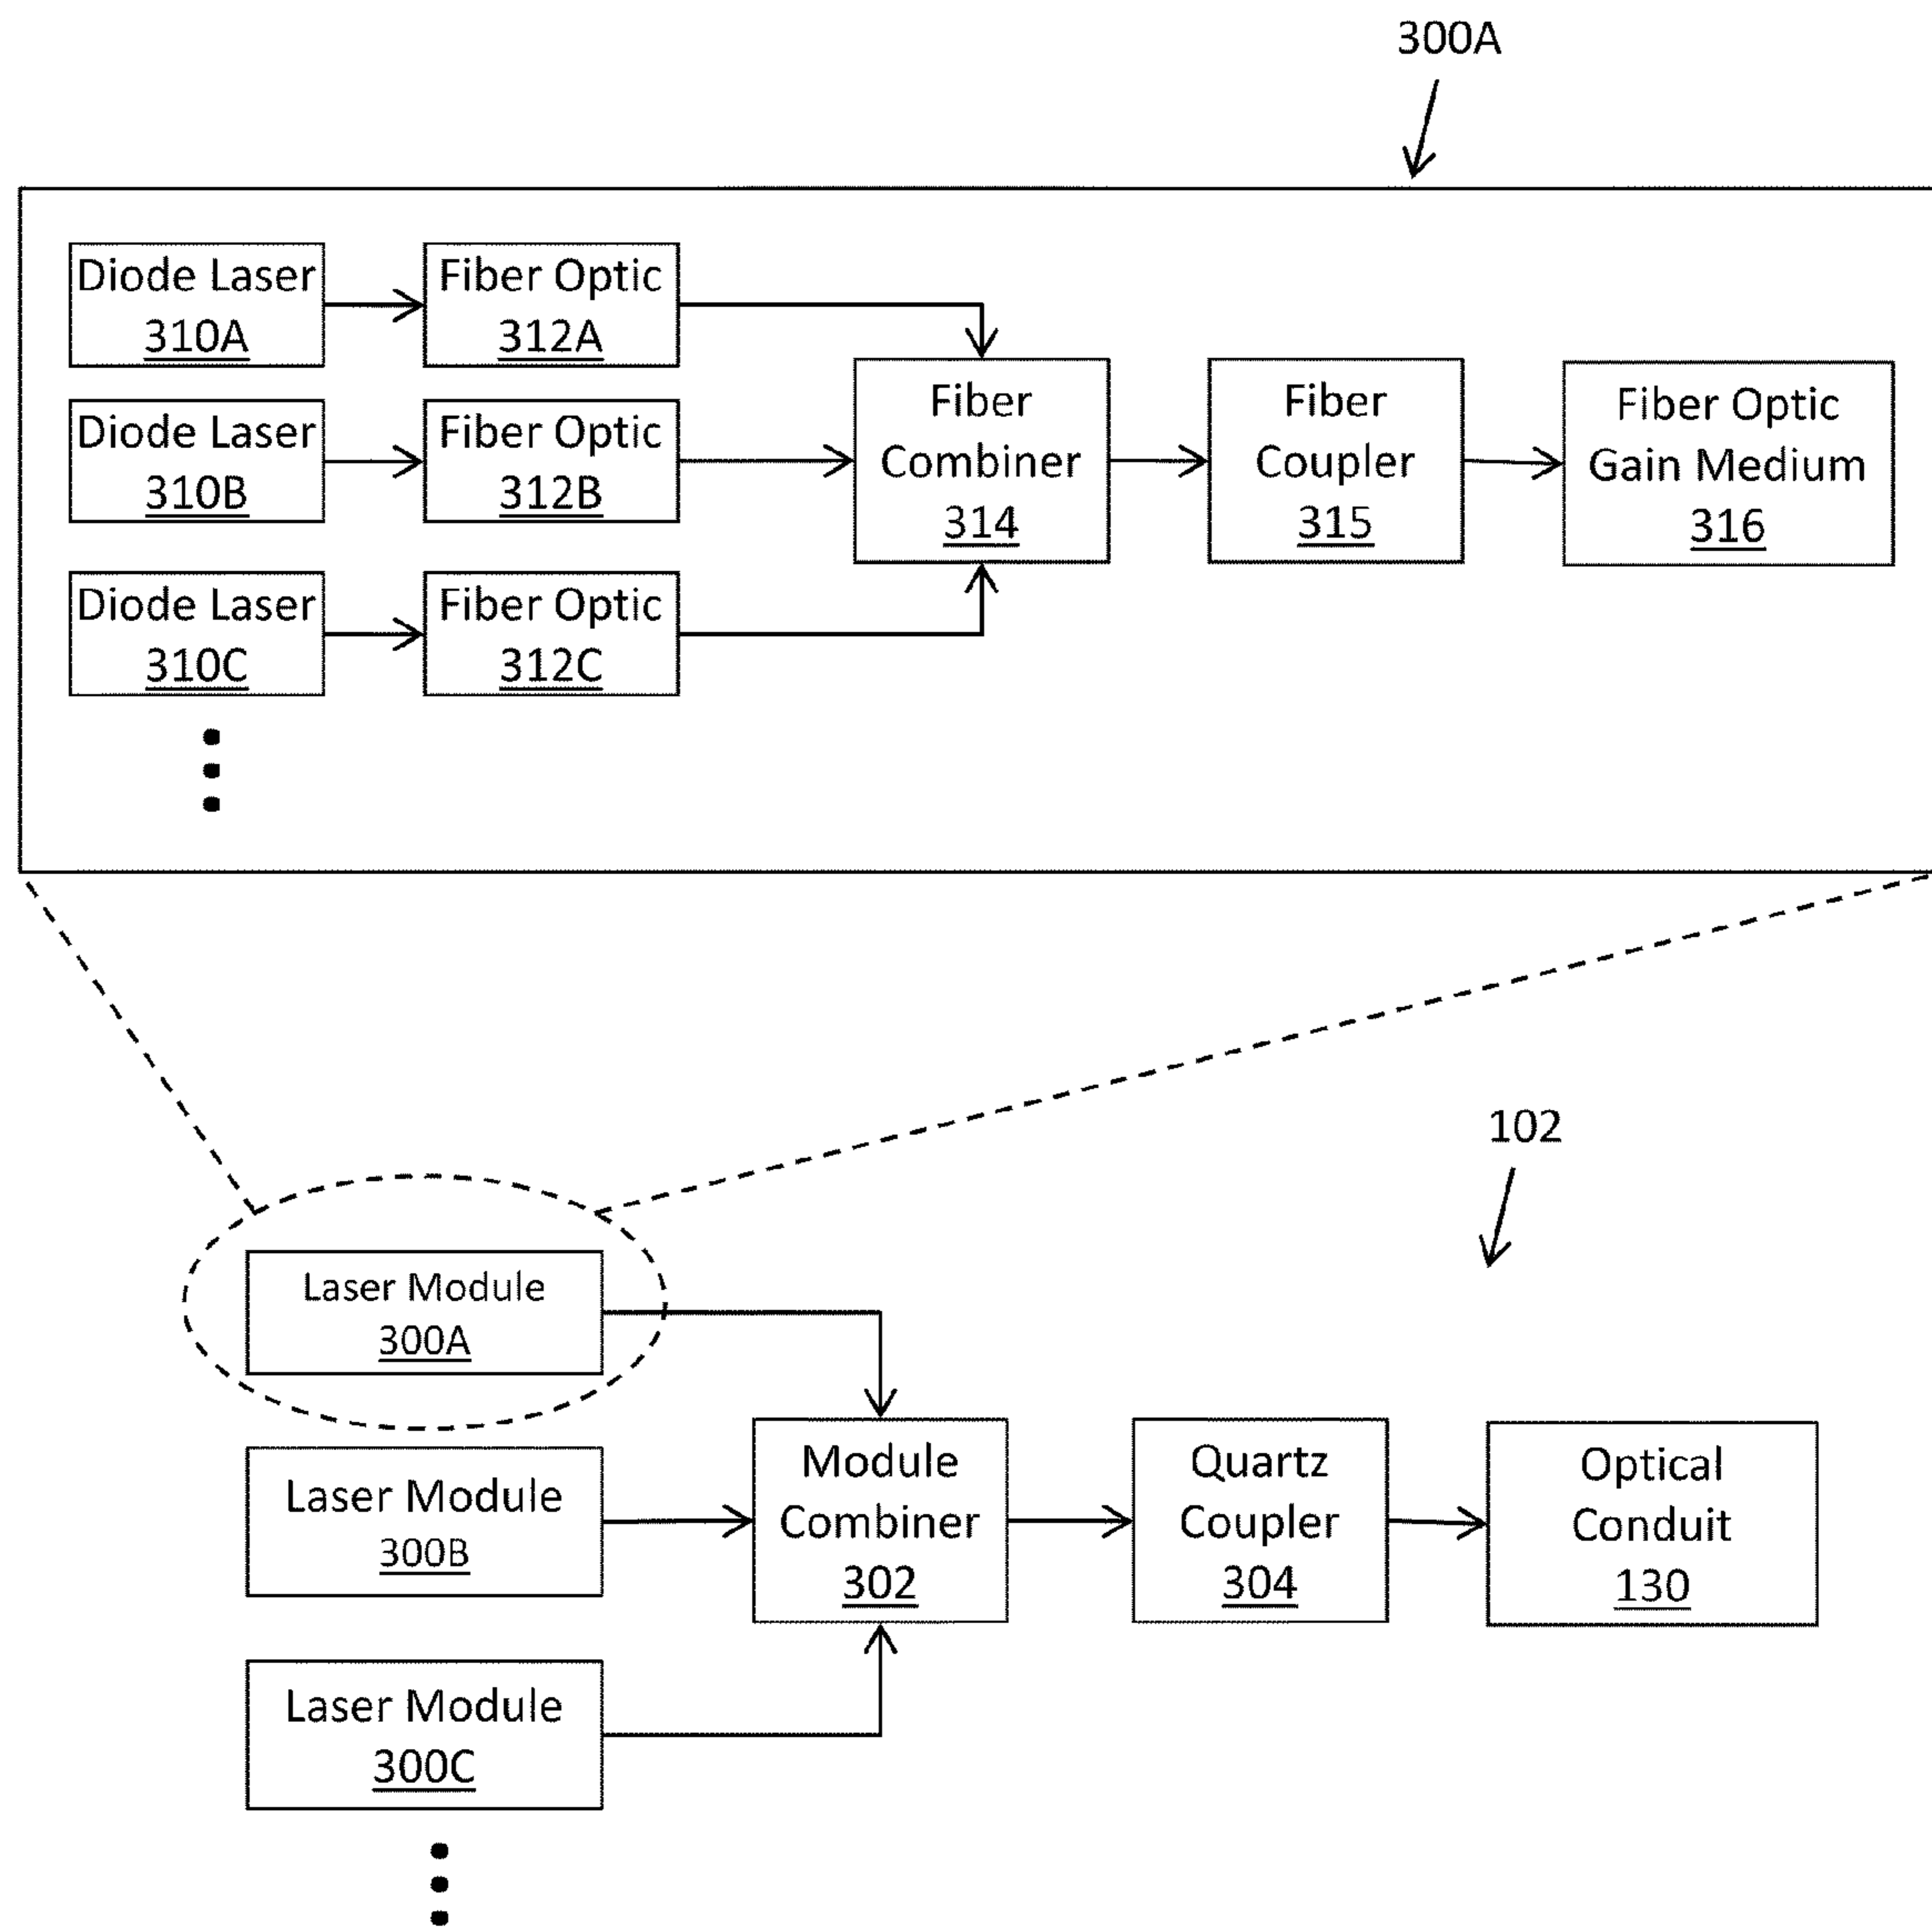 300A
Diode Laser
310A
Fiber Optic
312A
Diode Laser
310B
Fiber Optic
312B
Diode Laser
310C
Fiber Optic
312C
Fiber
Combiner
314
Fiber
Coupler
315
Fiber Optic
Gain Medium
316
102
Laser Module
300A
Laser Module
300B
Laser Module
300C
Module
Combiner
302
Quartz
Coupler
304
Optical
Conduit
130